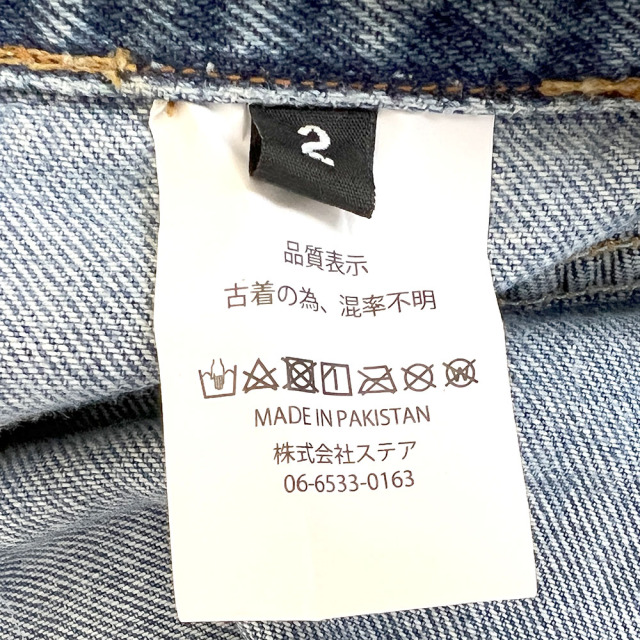 2
品質表示
古着の為、混率不明
MADE IN PAKISTAN
株式会社ステア
06-6533-0163